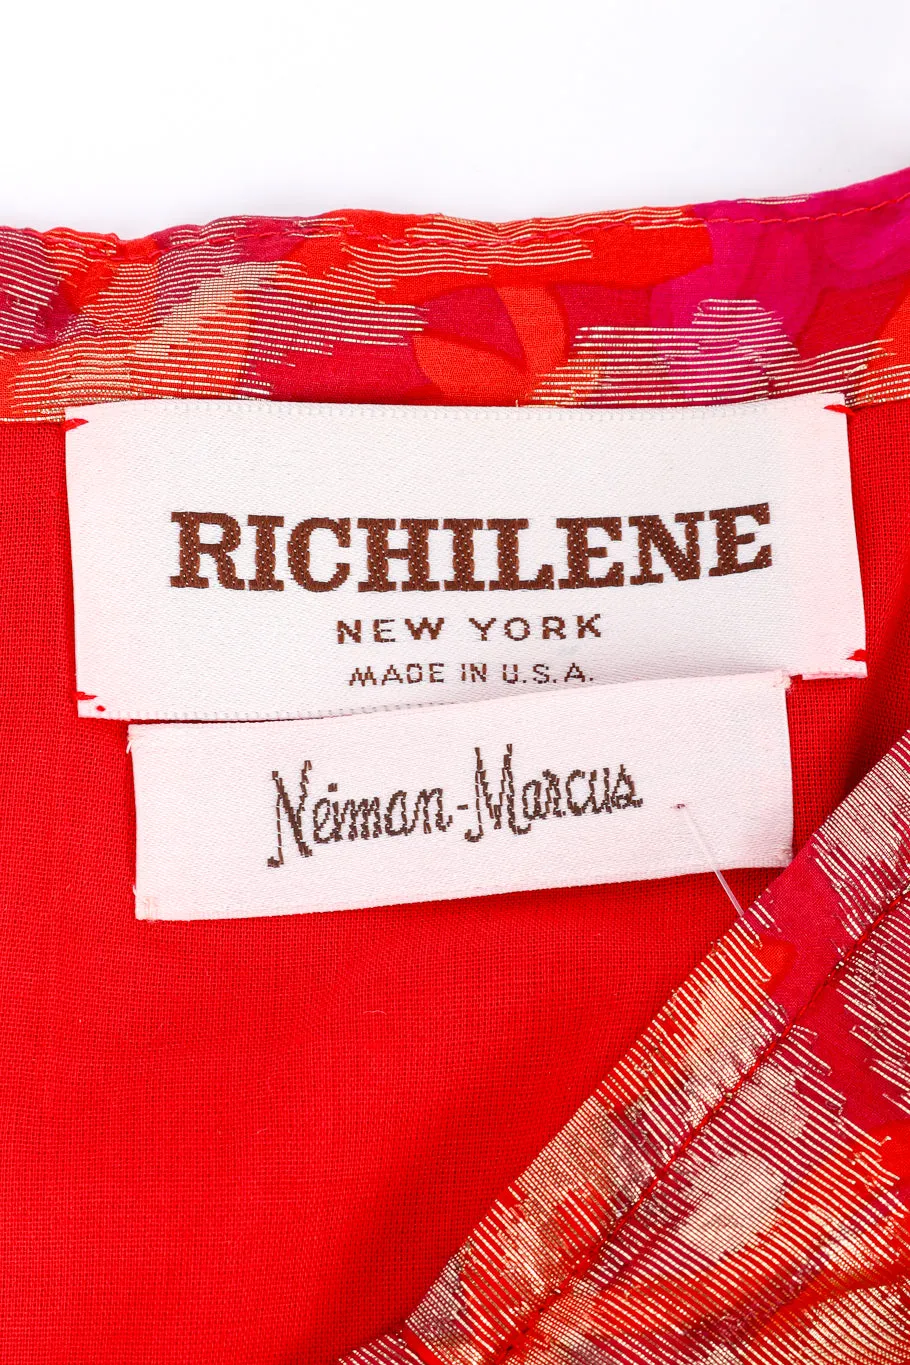 RICHILENE
NEW YORK
MADE IN U.S.A.
Neiman-Marcus